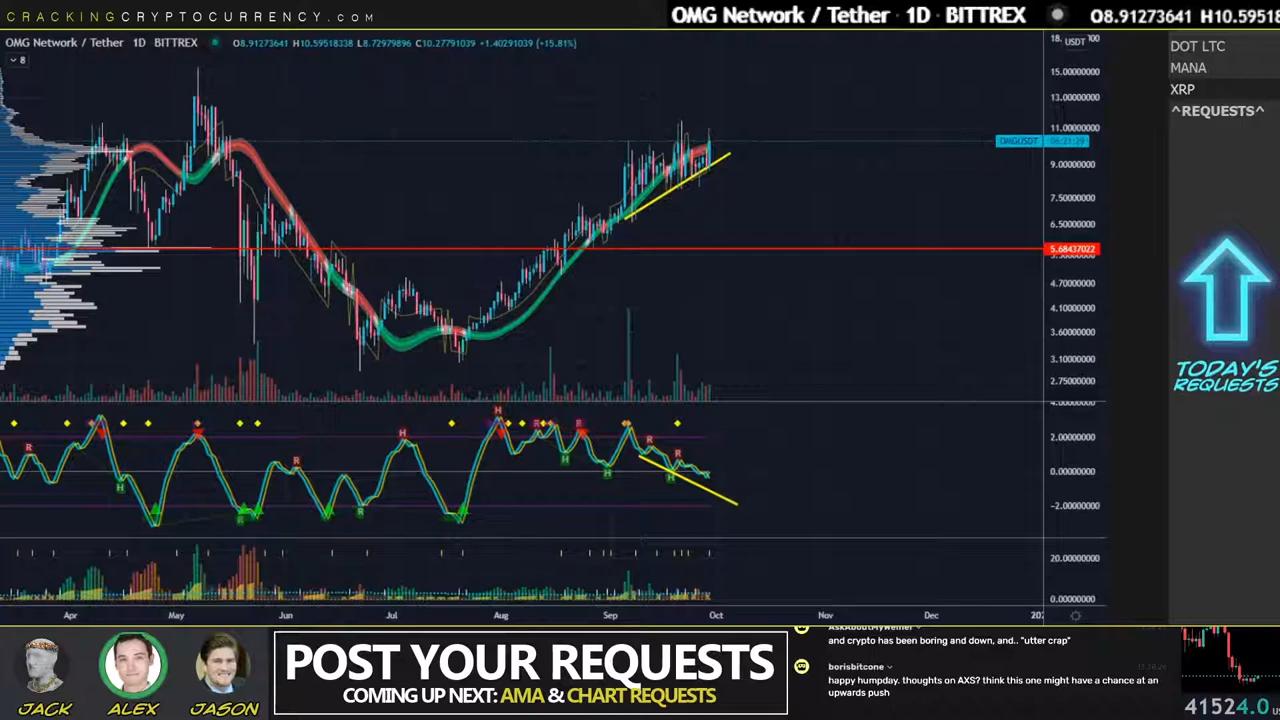 CRACKINGCRYPTOCURRENCY.com
OMG Network / Tether · 1D · BITTREX O8.91273641 H10.59518
OMG Network / Tether 1D BITTREX O8.91273641 H10.59518338 L8.72979896 C10.27791039 +1.40291039 (+15.81%)
8
USDT
15.00000000
13.00000000
11.00000000
OMGUSDT
9.00000000
7.50000000
6.50000000
5.68437022
4.70000000
4.10000000
3.60000000
3.10000000
2.75000000
2.00000000
0.00000000
-2.00000000
20.00000000
0.00000000
R
H
H
R
R
H
R
R
H
R
H
R
R
H
Apr May Jun Jul Aug Sep Oct Nov Dec
DOT LTC
MANA
XRP
^REQUESTS^
TODAY'S
REQUESTS
JACK
ALEX
JASON
POST YOUR REQUESTS
COMING UP NEXT: AMA & CHART REQUESTS
AskAboutMyWeiner
and crypto has been boring and down, and.. "utter crap"
borisbitcone
happy humpday. thoughts on AXS? think this one might have a chance at an
upwards push
41524.0